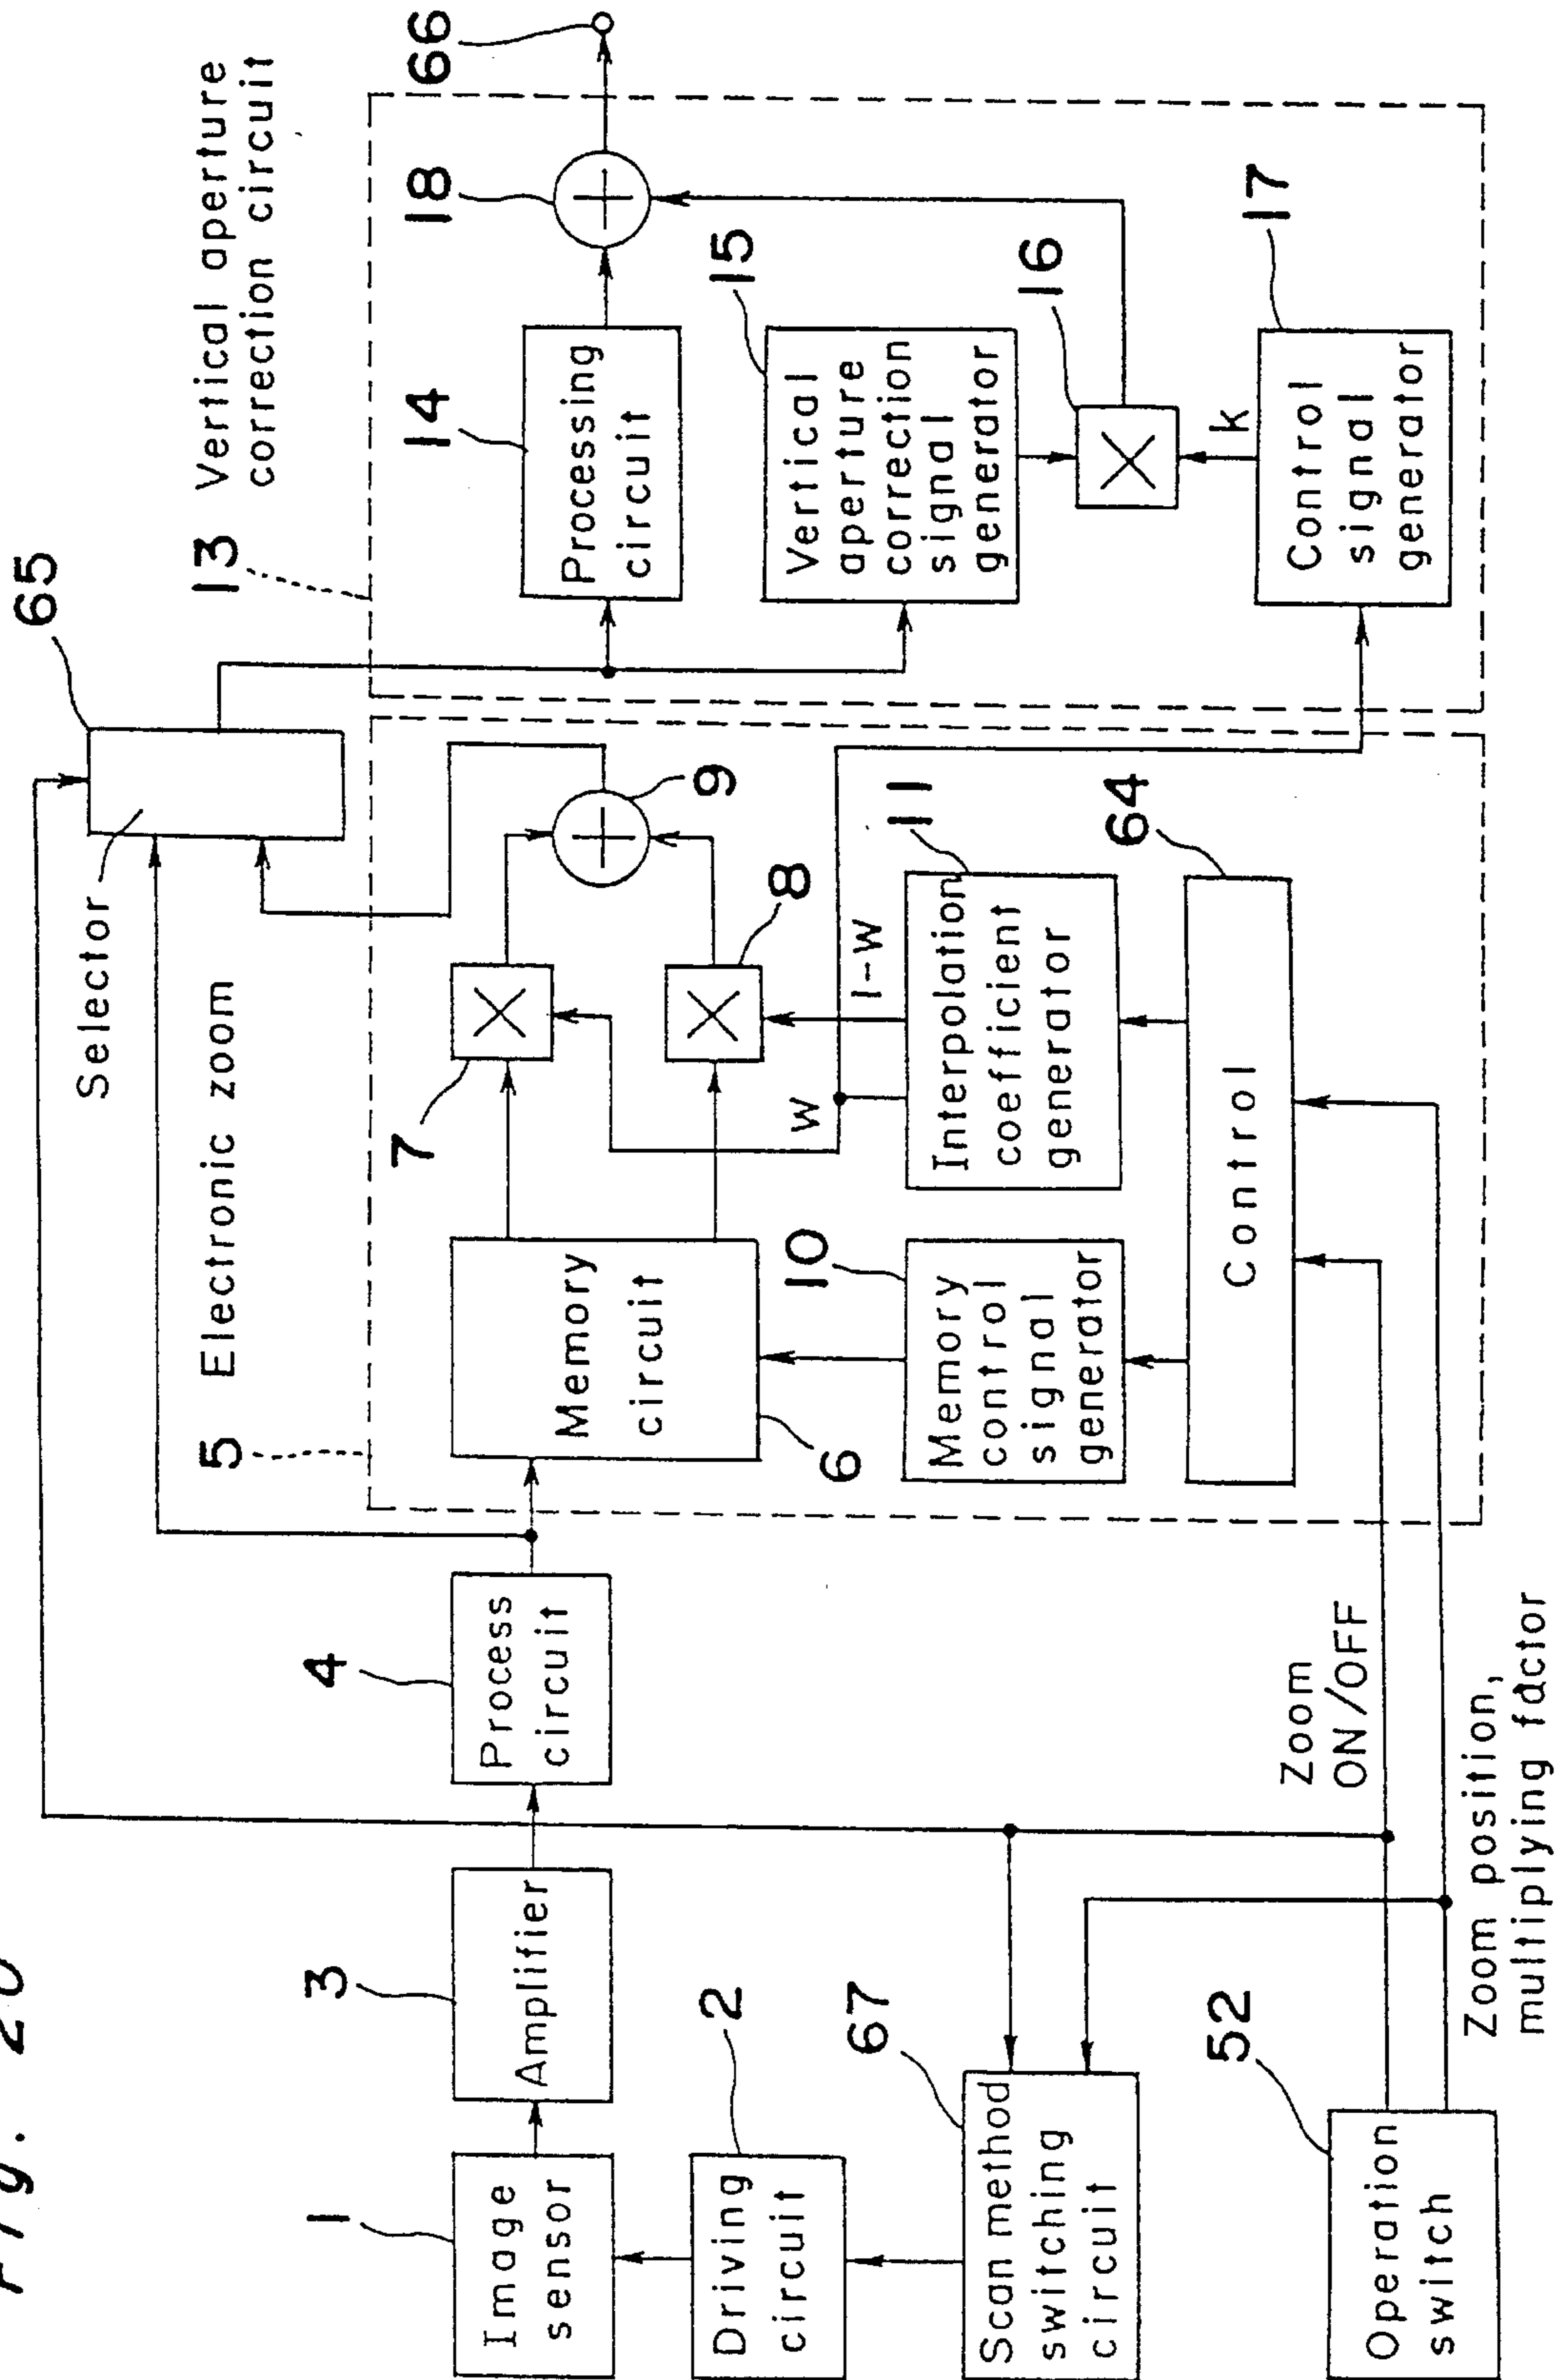 Fig. 20
65
Selector
13
Vertical aperture
correction circuit
5
Electronic zoom
1
Image
sensor
3
Amplifier
4
Process
circuit
6
Memory
circuit
7
8
9
w
1-w
14
Processing
circuit
18
66
15
Vertical
aperture
correction
signal
generator
16
k
17
Control
signal
generator
2
Driving
circuit
10
Memory
control
signal
generator
11
Interpolation
coefficient
generator
64
Control
67
Scan method
switching
circuit
52
Operation
switch
Zoom
ON/OFF
Zoom position,
multiplying fdctor